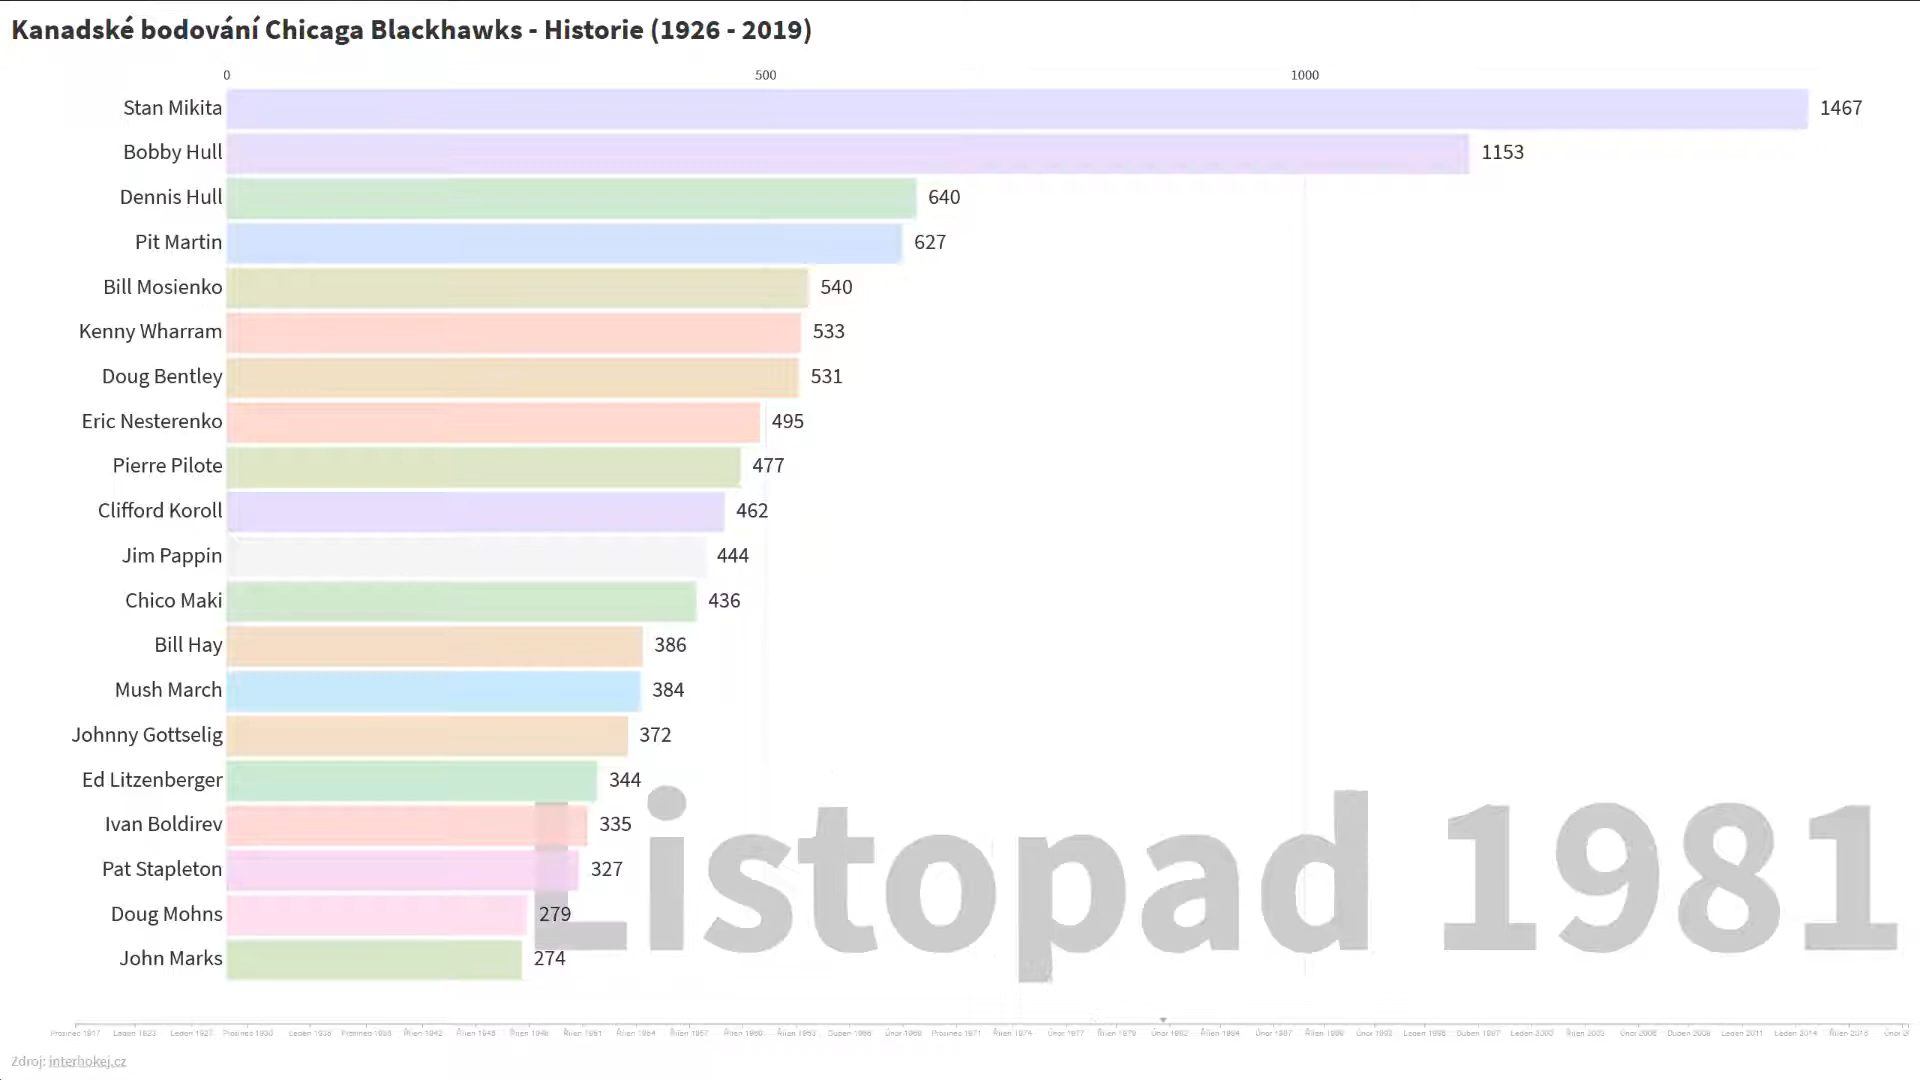 Kanadské bodování Chicaga Blackhawks - Historie (1926 - 2019)
0 500 1000
Stan Mikita 1467
Bobby Hull 1153
Dennis Hull 640
Pit Martin 627
Bill Mosienko 540
Kenny Wharram 533
Doug Bentley 531
Eric Nesterenko 495
Pierre Pilote 477
Clifford Koroll 462
Jim Pappin 444
Chico Maki 436
Bill Hay 386
Mush March 384
Johnny Gottselig 372
Ed Litzenberger 344
Ivan Boldirev 335
Pat Stapleton 327
Doug Mohns 279
John Marks 274
Listopad 1981
Zdroj: interhokej.cz